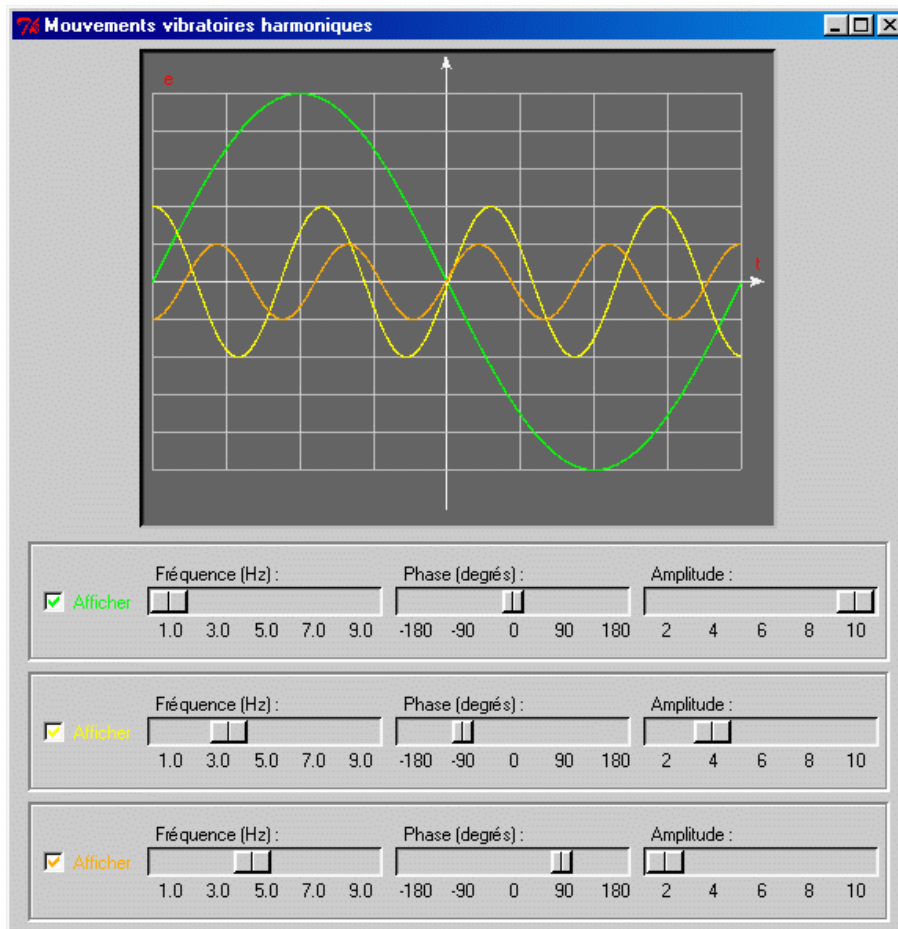 Mouvements vibratoires harmoniques
e
t
Fréquence (Hz) : Phase (degrés) : Amplitude :
Afficher
1.0 3.0 5.0 7.0 9.0 -180 -90 0 90 180 2 4 6 8 10
Fréquence (Hz) : Phase (degrés) : Amplitude :
Afficher
1.0 3.0 5.0 7.0 9.0 -180 -90 0 90 180 2 4 6 8 10
Fréquence (Hz) : Phase (degrés) : Amplitude :
Afficher
1.0 3.0 5.0 7.0 9.0 -180 -90 0 90 180 2 4 6 8 10